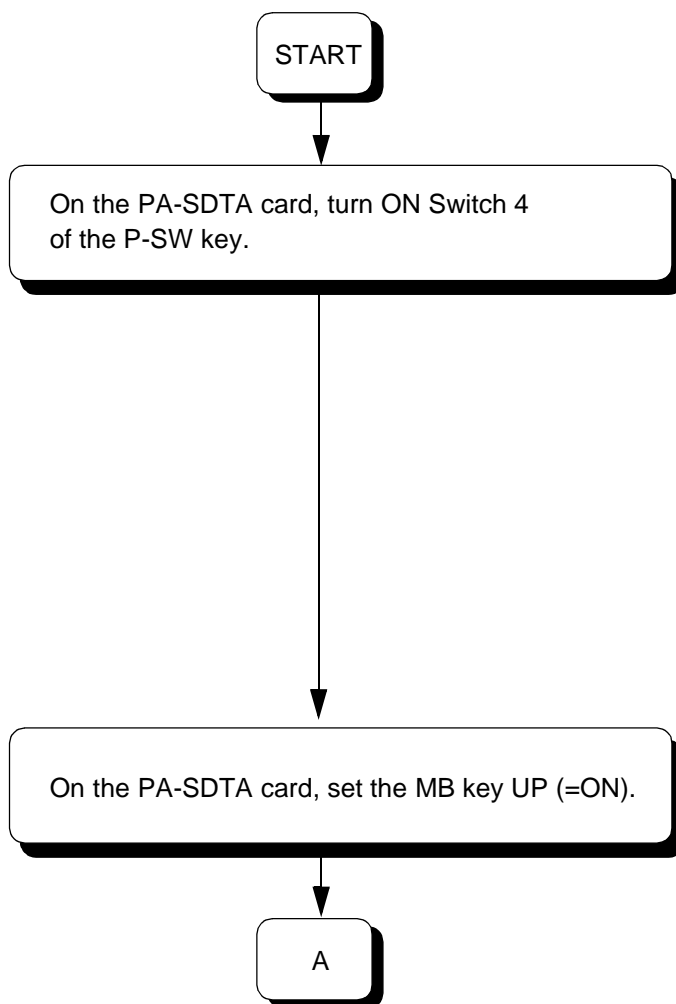 START
On the PA-SDTA card, turn ON Switch 4
of the P-SW key.
On the PA-SDTA card, set the MB key UP (=ON).
A